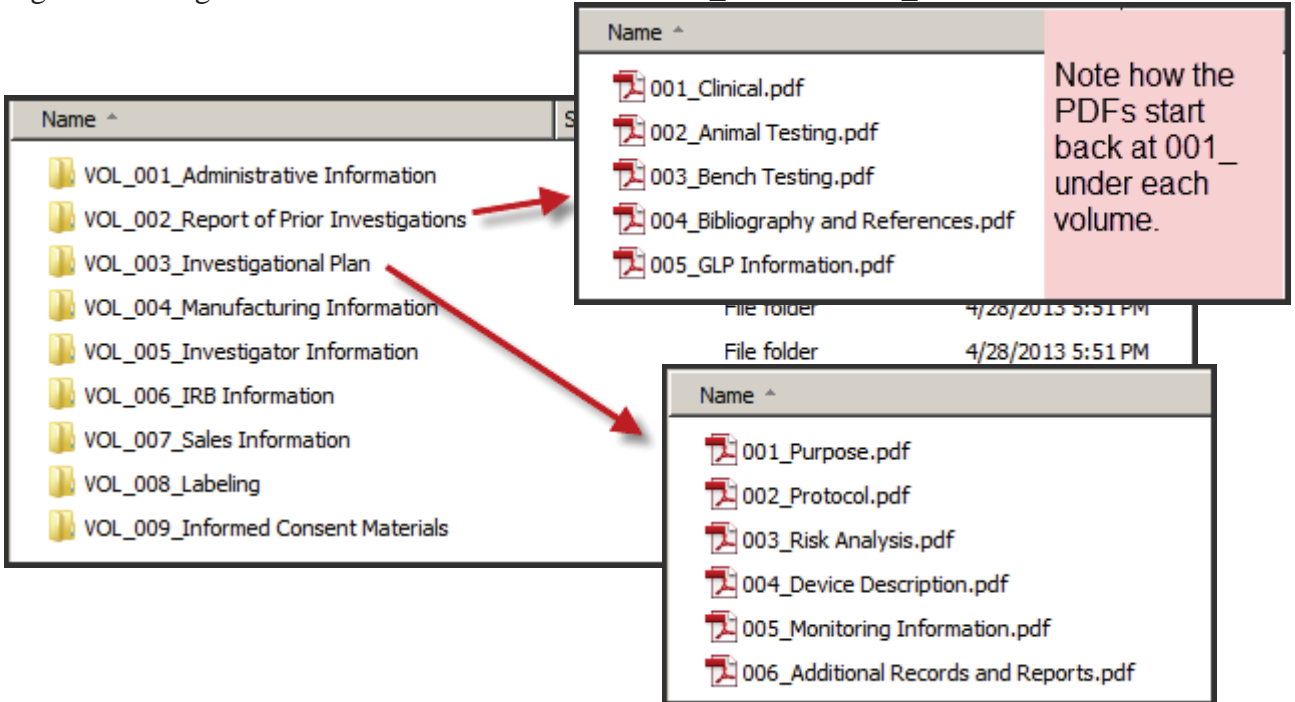 Name
001_Clinical.pdf
002_Animal Testing.pdf
003_Bench Testing.pdf
004_Bibliography and References.pdf
005_GLP Information.pdf
Note how the
PDFs start
back at 001_
under each
volume.
Name
VOL_001_Administrative Information
VOL_002_Report of Prior Investigations
VOL_003_Investigational Plan
VOL_004_Manufacturing Information File folder 4/28/2013 5:51 PM
VOL_005_Investigator Information File folder 4/28/2013 5:51 PM
VOL_006_IRB Information
VOL_007_Sales Information
VOL_008_Labeling
VOL_009_Informed Consent Materials
Name
001_Purpose.pdf
002_Protocol.pdf
003_Risk Analysis.pdf
004_Device Description.pdf
005_Monitoring Information.pdf
006_Additional Records and Reports.pdf